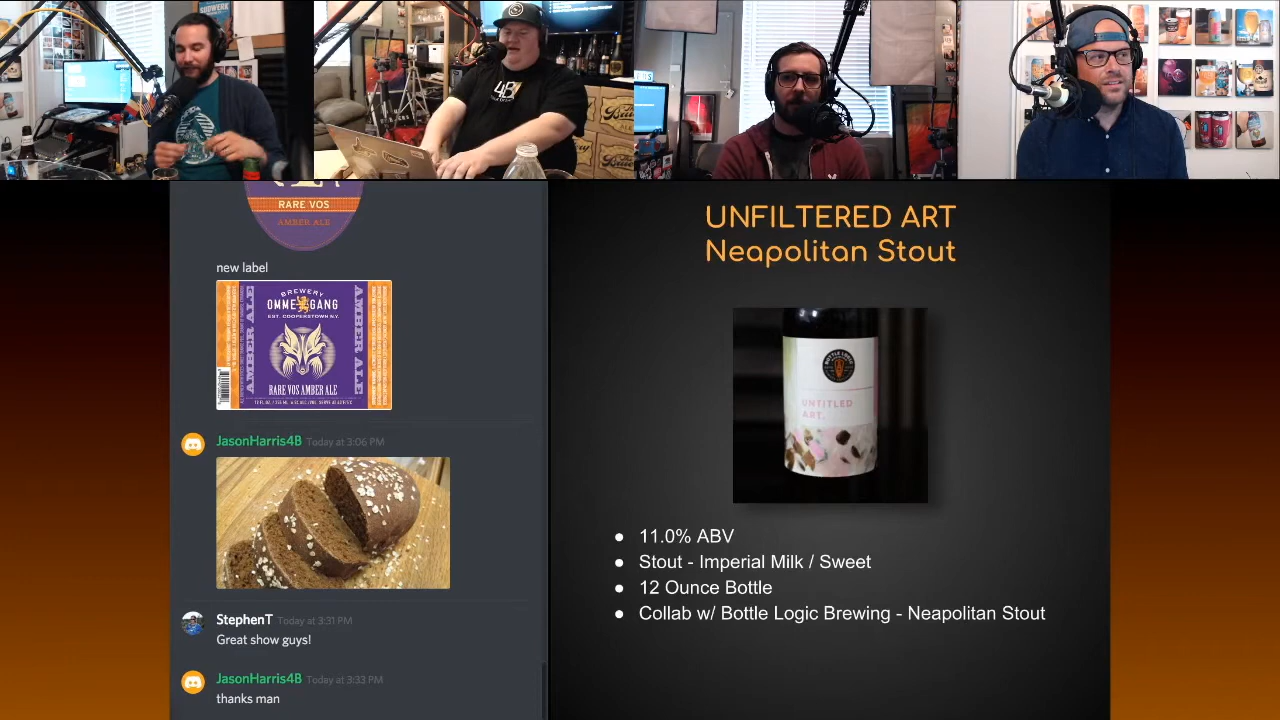 48
RARE VOS
AMBER ALE
new label
BREWERY
OMMEGANG
EST. COOPERSTOWN N.Y.
AMBER ALE
AMBER ALE
RARE VOS AMBER ALE
JasonHarris4B Today at 3:06 PM
StephenT Today at 3:31 PM
Great show guys!
JasonHarris4B Today at 3:33 PM
thanks man
UNFILTERED ART
Neapolitan Stout
BOTTLE LOGIC
UNTITLED
ART.
● 11.0% ABV
● Stout - Imperial Milk / Sweet
● 12 Ounce Bottle
● Collab w/ Bottle Logic Brewing - Neapolitan Stout